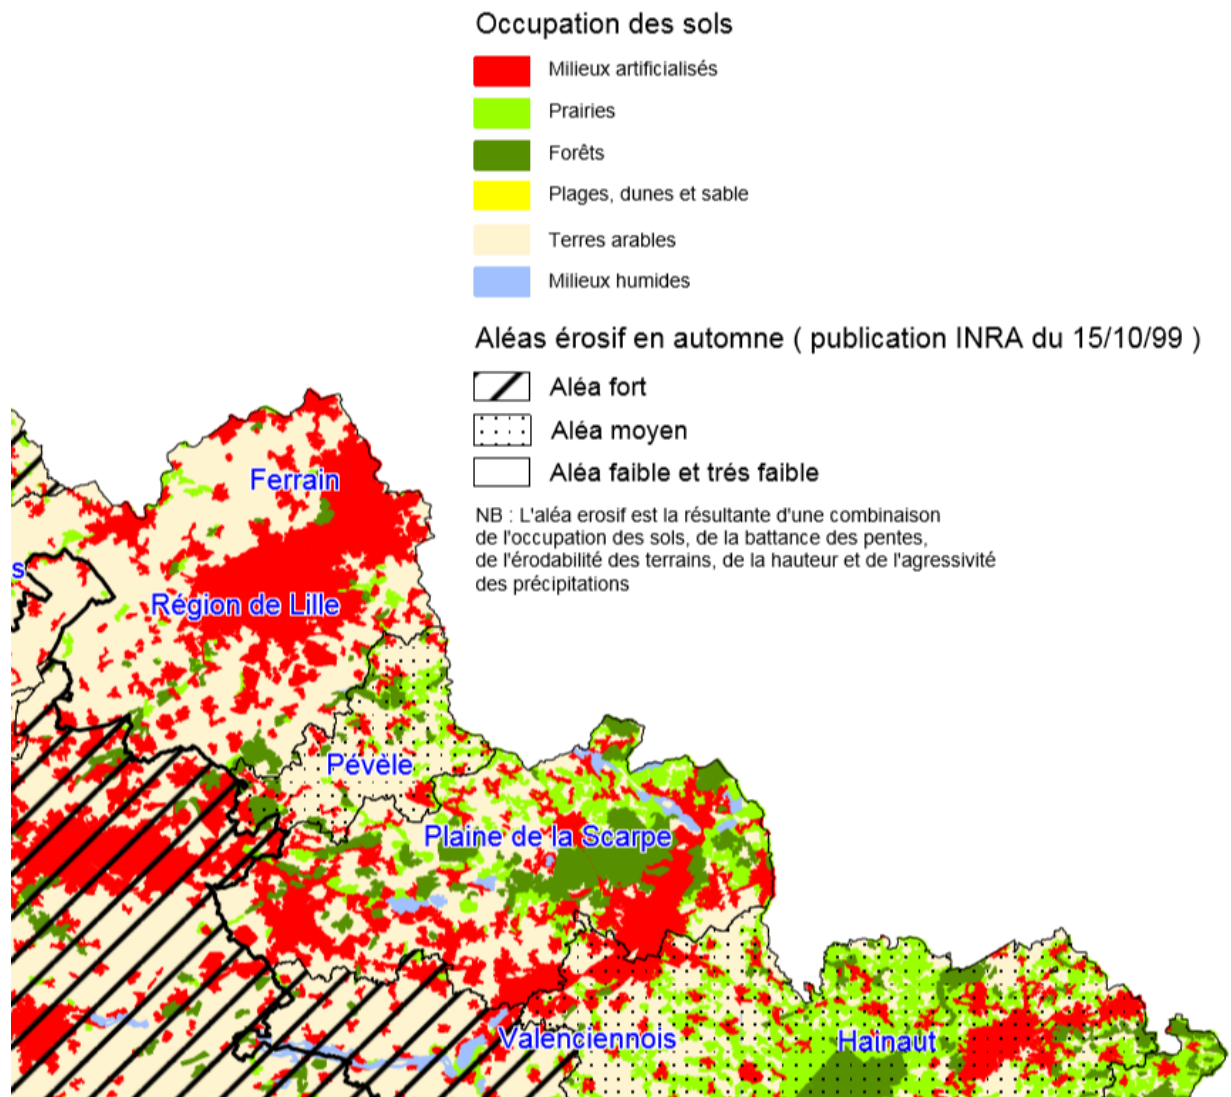 Occupation des sols
Milieux artificialisés
Prairies
Forêts
Plages, dunes et sable
Terres arables
Milieux humides
Aléas érosif en automne ( publication INRA du 15/10/99 )
Aléa fort
Aléa moyen
Aléa faible et trés faible
NB : L'aléa erosif est la résultante d'une combinaison
de l'occupation des sols, de la battance des pentes,
de l'érodabilité des terrains, de la hauteur et de l'agressivité
des précipitations
Ferrain
s
Région de Lille
Pévèle
Plaine de la Scarpe
Valenciennois
Hainaut